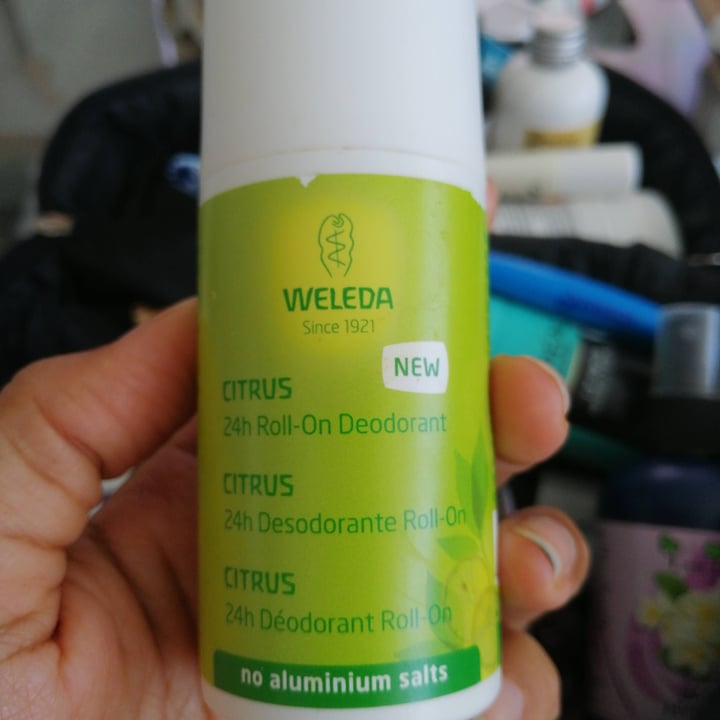 WELEDA
Since 1921
NEW
CITRUS
24h Roll-On Deodorant
CITRUS
24h Desodorante Roll-On
CITRUS
24h Déodorant Roll-On
no aluminium salts